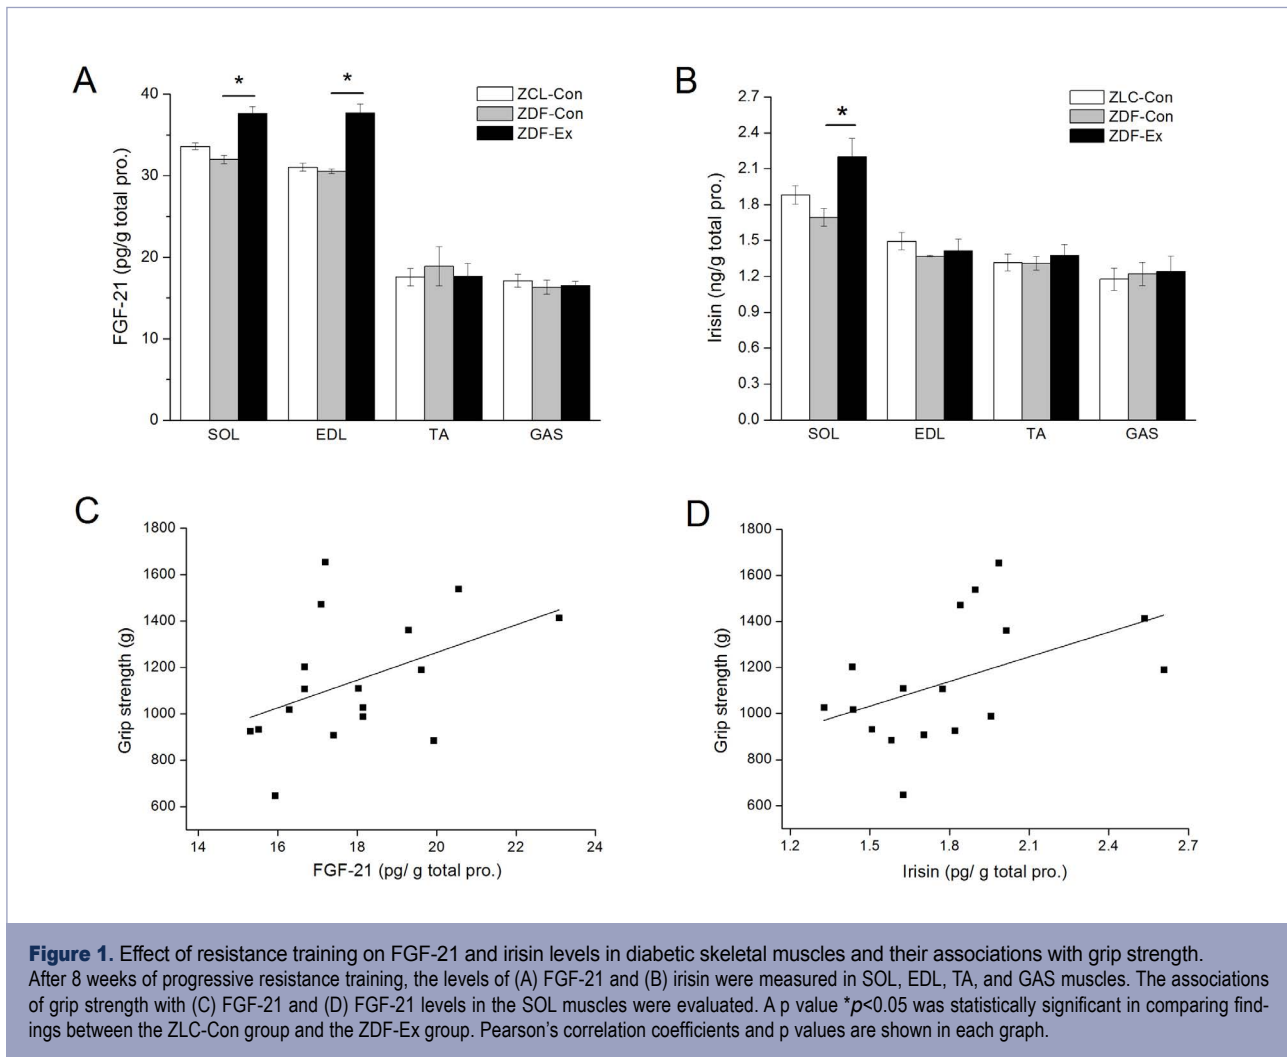 A
*
*
ZCL-Con
ZDF-Con
ZDF-Ex
40
30
20
10
0
FGF-21 (pg/g total pro.)
SOL EDL TA GAS
B
*
ZLC-Con
ZDF-Con
ZDF-Ex
2.7
2.4
2.1
1.8
1.5
1.2
0.9
0.6
0.3
0.0
Irisin (ng/g total pro.)
SOL EDL TA GAS
C
1800
1600
1400
1200
1000
800
600
Grip strength (g)
14 16 18 20 22 24
FGF-21 (pg/ g total pro.)
D
1800
1600
1400
1200
1000
800
600
Grip strength (g)
1.2 1.5 1.8 2.1 2.4 2.7
Irisin (pg/ g total pro.)
Figure 1. Effect of resistance training on FGF-21 and irisin levels in diabetic skeletal muscles and their associations with grip strength.
After 8 weeks of progressive resistance training, the levels of (A) FGF-21 and (B) irisin were measured in SOL, EDL, TA, and GAS muscles. The associations
of grip strength with (C) FGF-21 and (D) FGF-21 levels in the SOL muscles were evaluated. A p value *p<0.05 was statistically significant in comparing find-
ings between the ZLC-Con group and the ZDF-Ex group. Pearson's correlation coefficients and p values are shown in each graph.